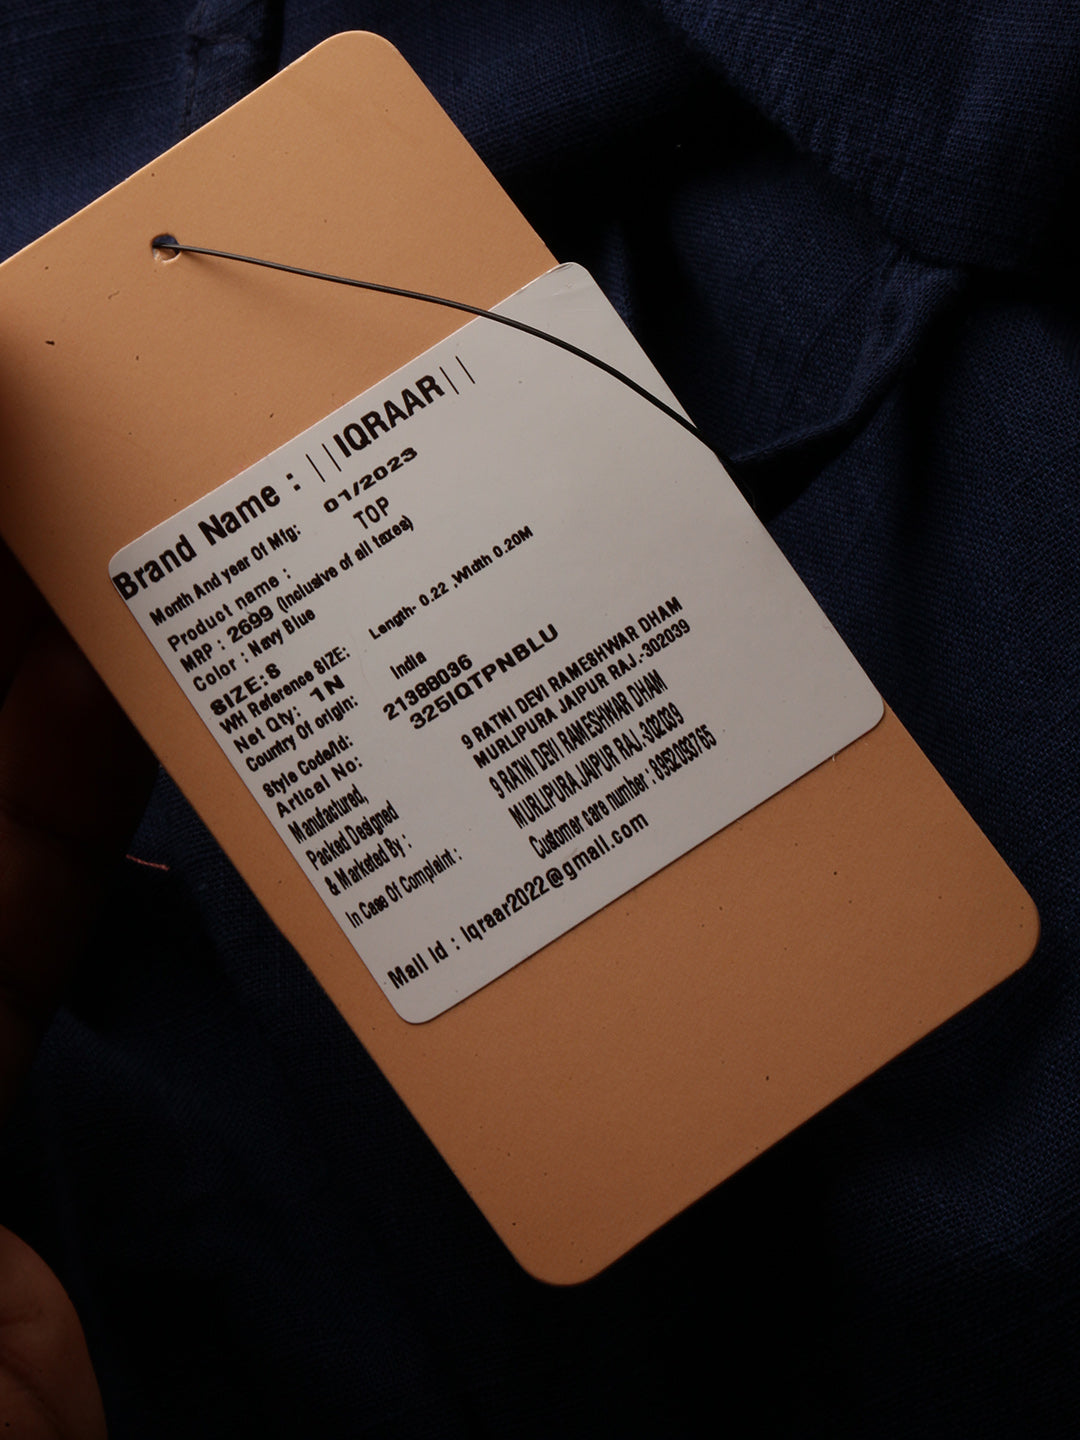 Brand Name : ||IQRAAR||
Month And year Of Mfg: 01/2023
Product name : TOP
MRP : 2699 (Inclusive of all taxes)
Color : Navy Blue
SIZE:S
WH Reference SIZE: Length- 0.22 ,Width 0.20M
Net Qty: 1N
Country Of origin: India
Style Code/Id: 21388036
Artical No: 325IQTPNBLU
Manufactured, 9 RATNI DEVI RAMESHWAR DHAM
Packed Designed MURLIPURA JAIPUR RAJ.-302039
& Marketed By : 9 RATNI DEVI RAMESHWAR DHAM
MURLIPURA JAIPUR RAJ.-302039
In Case Of Complaint : Customer care number : 8952033765
Mail id : iqraar2022@gmail.com